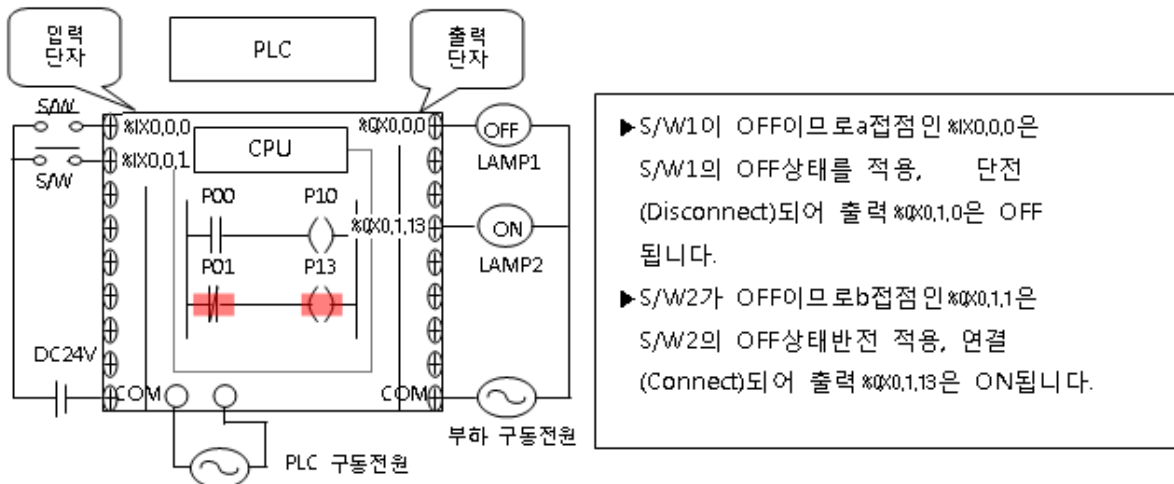 입력
단자
PLC
출력
단자
S/W
%IX0,0,0
%QX0,0,0
OFF
LAMP1
CPU
%IX0,0,1
S/W
P00
P10
%QX0,1,13
ON
LAMP2
P01
P13
DC24V
COM
COM
부하 구동전원
PLC 구동전원
▶S/W1이 OFF이므로a접점인%IX0,0,0은
S/W1의 OFF상태를 적용, 단전
(Disconnect)되어 출력%QX0,1,0은 OFF
됩니다.
▶S/W2가 OFF이므로b접점인%QX0,1,1은
S/W2의 OFF상태반전 적용, 연결
(Connect)되어 출력%QX0,1,13은 ON됩니다.